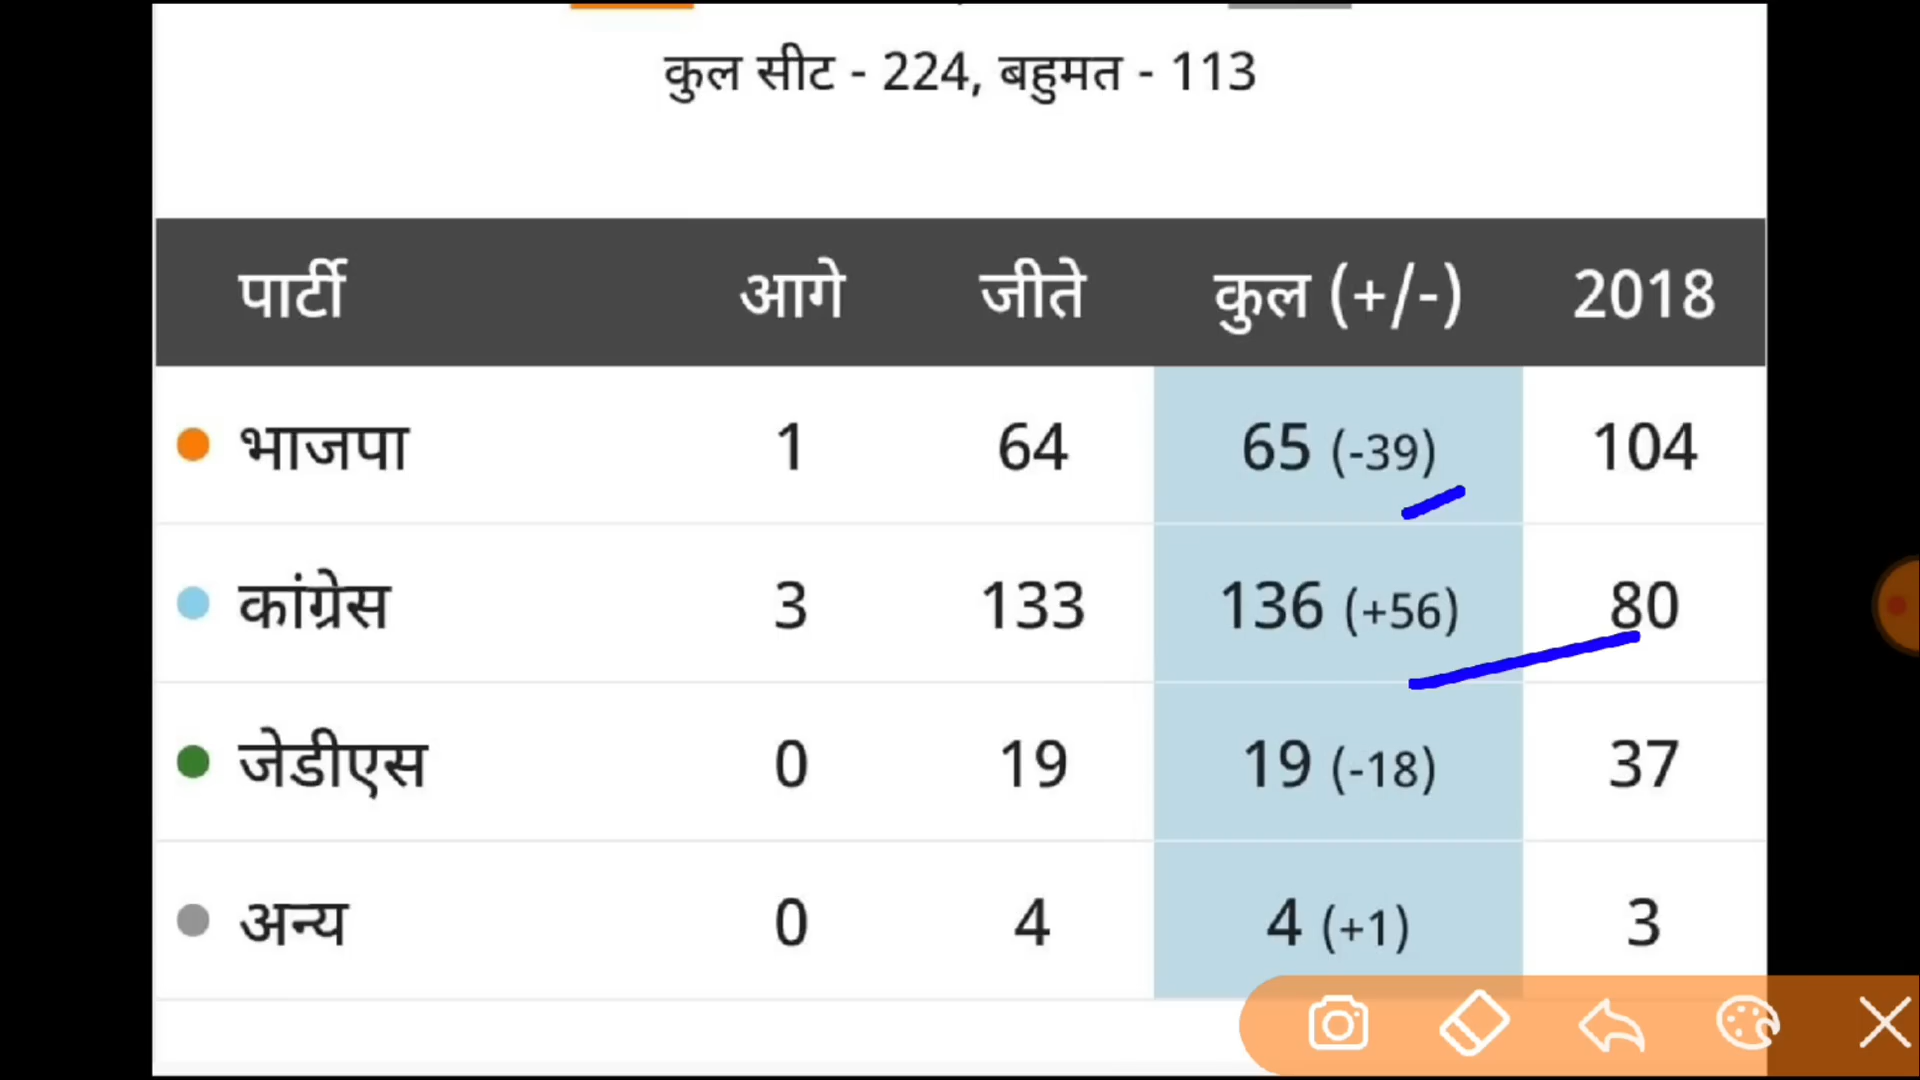 कुल सीट - 224, बहुमत - 113
पार्टी आगे जीते कुल (+/-) 2018
भाजपा 1 64 65 (-39) 104
कांग्रेस 3 133 136 (+56) 80
जेडीएस 0 19 19 (-18) 37
अन्य 0 4 4 (+1) 3